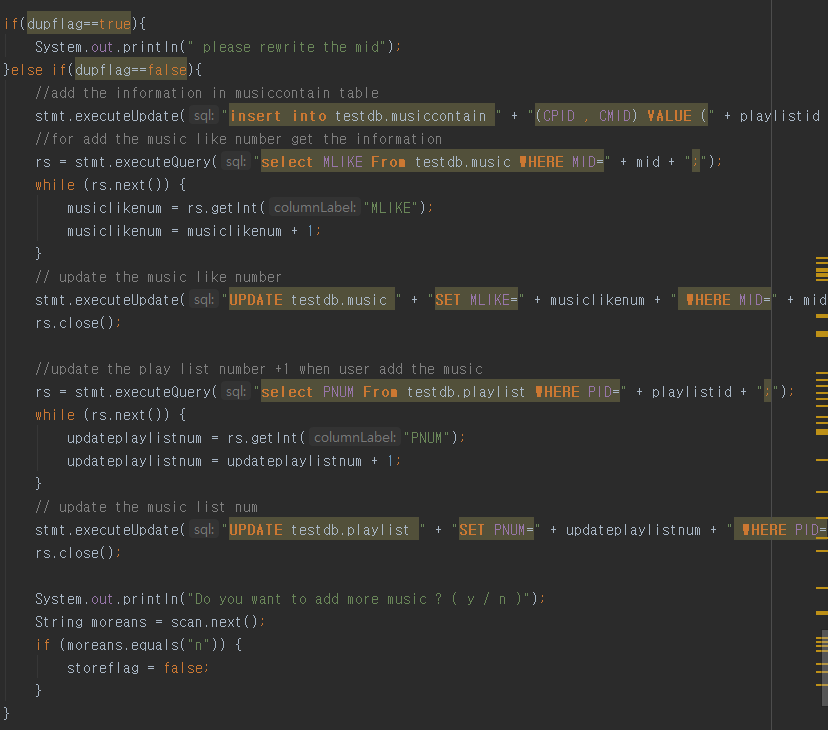 if(dupflag==true){
    System.out.println(" please rewrite the mid");
}else if(dupflag==false){
    //add the information in musiccontain table
    stmt.executeUpdate( sql: "insert into testdb.musiccontain " + "(CPID , CMID) VALUE (" + playlistid
    //for add the music like number get the information
    rs = stmt.executeQuery( sql: "select MLIKE From testdb.music WHERE MID=" + mid + ";");
    while (rs.next()) {
        musiclikenum = rs.getInt( columnLabel: "MLIKE");
        musiclikenum = musiclikenum + 1;
    }
    // update the music like number
    stmt.executeUpdate( sql: "UPDATE testdb.music " + "SET MLIKE=" + musiclikenum + " WHERE MID=" + mid
    rs.close();

    //update the play list number +1 when user add the music
    rs = stmt.executeQuery( sql: "select PNUM From testdb.playlist WHERE PID=" + playlistid + ";");
    while (rs.next()) {
        updateplaylistnum = rs.getInt( columnLabel: "PNUM");
        updateplaylistnum = updateplaylistnum + 1;
    }
    // update the music list num
    stmt.executeUpdate( sql: "UPDATE testdb.playlist " + "SET PNUM=" + updateplaylistnum + " WHERE PID=
    rs.close();

    System.out.println("Do you want to add more music ? ( y / n )");
    String moreans = scan.next();
    if (moreans.equals("n")) {
        storeflag = false;
    }
}